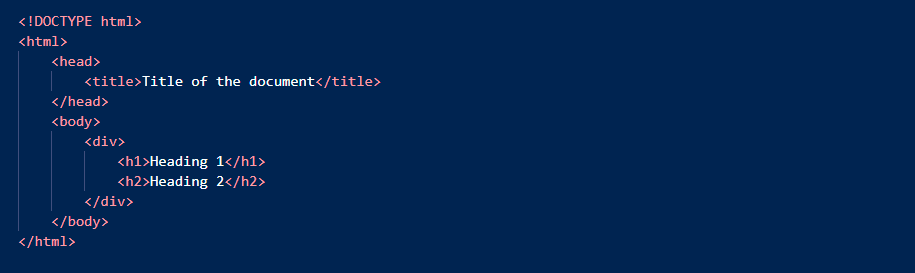 <!DOCTYPE html>
<html>
<head>
<title>Title of the document</title>
</head>
<body>
<div>
<h1>Heading 1</h1>
<h2>Heading 2</h2>
</div>
</body>
</html>